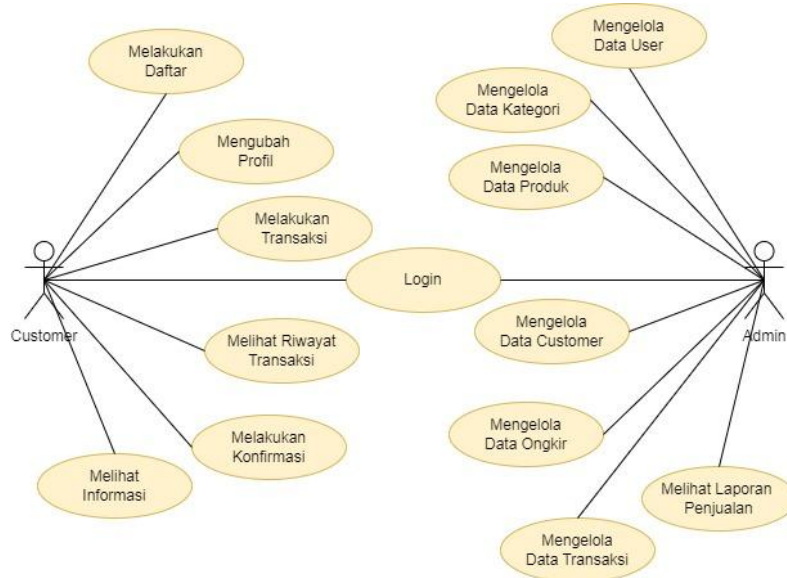 Melakukan
Daftar
Mengubah
Profil
Melakukan
Transaksi
Login
Customer
Melihat Riwayat
Transaksi
Melakukan
Konfirmasi
Melihat
Informasi
Mengelola
Data User
Mengelola
Data Kategori
Mengelola
Data Produk
Admin
Mengelola
Data Customer
Mengelola
Data Ongkir
Melihat Laporan
Penjualan
Mengelola
Data Transaksi